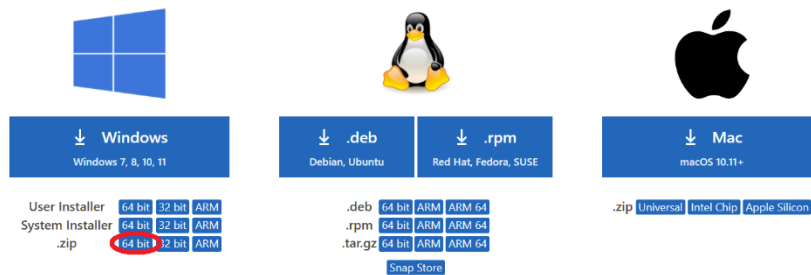 Windows
Windows 7, 8, 10, 11
User Installer 64 bit 32 bit ARM
System Installer 64 bit 32 bit ARM
.zip 64 bit 32 bit ARM
.deb
Debian, Ubuntu
.rpm
Red Hat, Fedora, SUSE
.deb 64 bit ARM ARM 64
.rpm 64 bit ARM ARM 64
.tar.gz 64 bit ARM ARM 64
Snap Store
Mac
macOS 10.11+
.zip Universal Intel Chip Apple Silicon